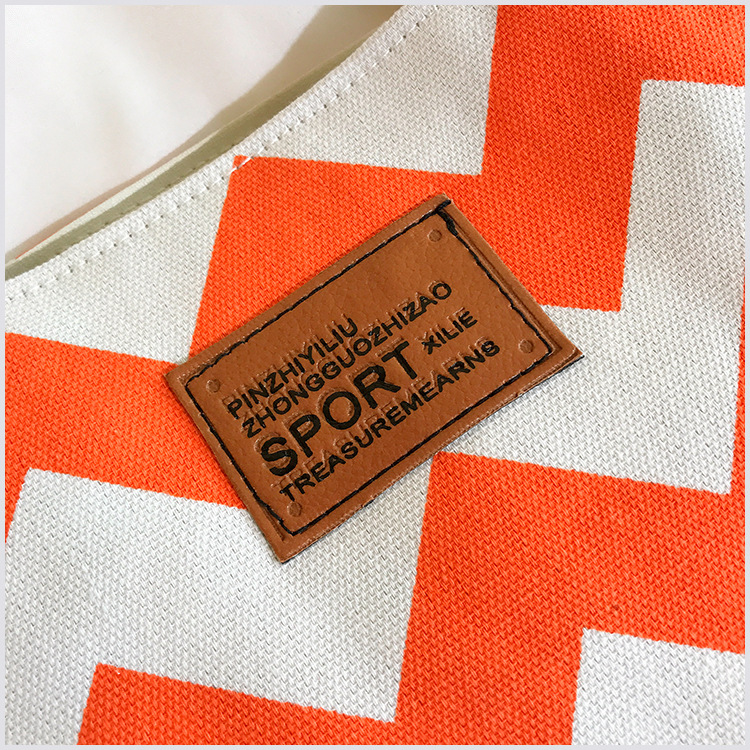 PINZHIYILIU
ZHONGGUOZHIZAO
SPORT XILIE
TREASUREMEARNS